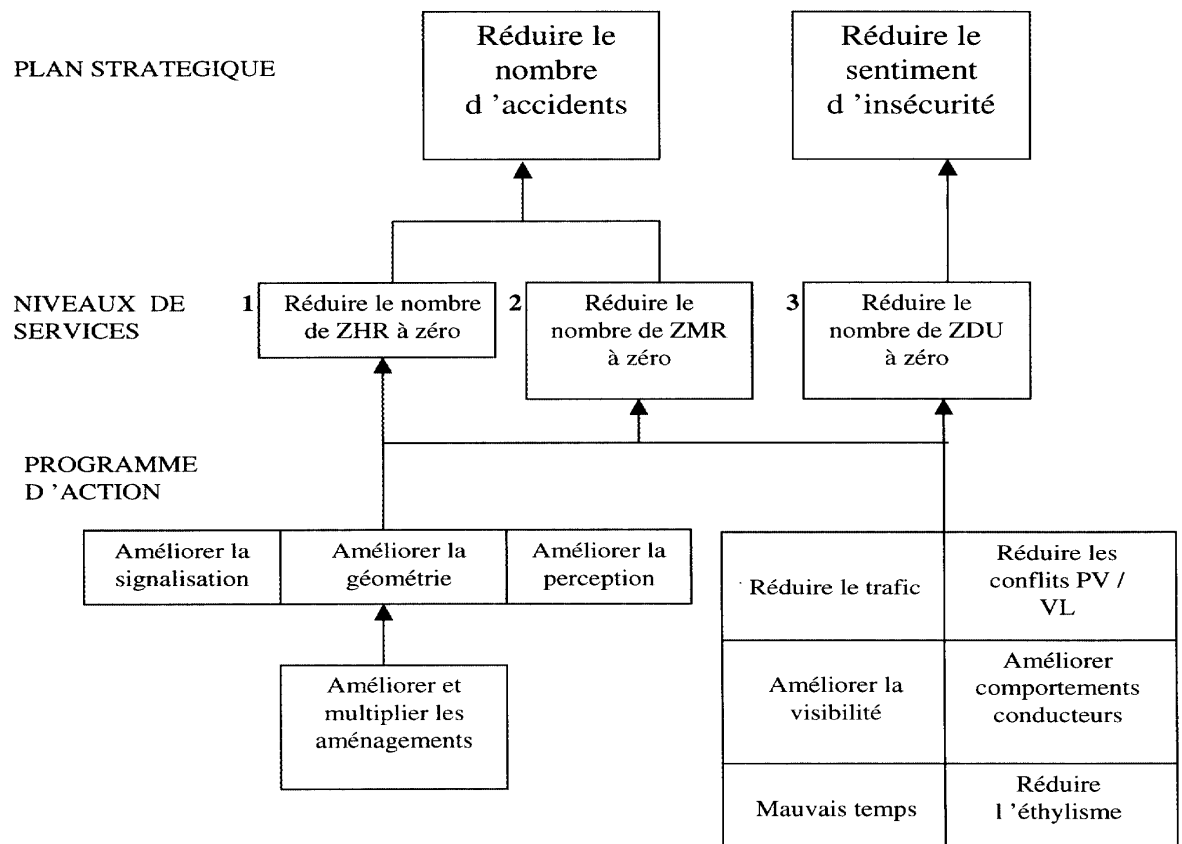 PLAN STRATEGIQUE
Réduire le
nombre
d ’accidents
Réduire le
sentiment
d ’insécurité
NIVEAUX DE
SERVICES
1
Réduire le nombre
de ZHR à zéro
2
Réduire le
nombre de ZMR
à zéro
3
Réduire le
nombre de ZDU
à zéro
PROGRAMME
D ’ACTION
Améliorer la
signalisation
Améliorer la
géométrie
Améliorer la
perception
Améliorer et
multiplier les
aménagements
Réduire le trafic
Réduire les
conflits PV /
VL
Améliorer la
visibilité
Améliorer
comportements
conducteurs
Mauvais temps
Réduire
l ’éthylisme